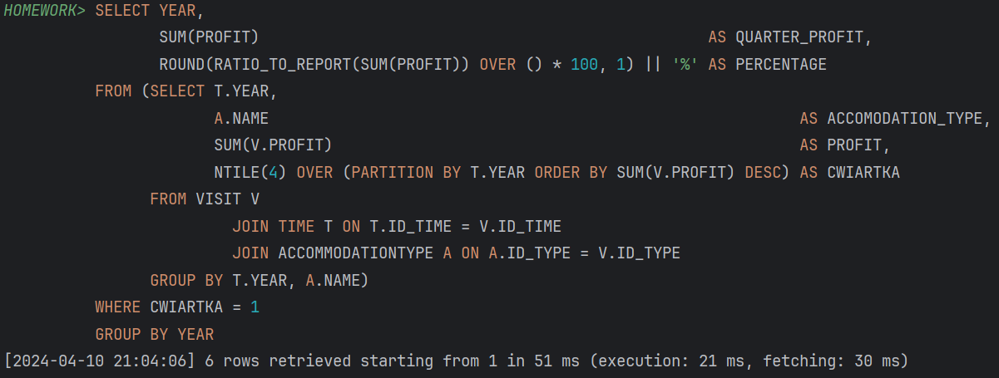 HOMEWORK> SELECT YEAR,
SUM(PROFIT) AS QUARTER_PROFIT,
ROUND(RATIO_TO_REPORT(SUM(PROFIT)) OVER () * 100, 1) || '%' AS PERCENTAGE
FROM (SELECT T.YEAR,
A.NAME AS ACCOMODATION_TYPE,
SUM(V.PROFIT) AS PROFIT,
NTILE(4) OVER (PARTITION BY T.YEAR ORDER BY SUM(V.PROFIT) DESC) AS CWIARTKA
FROM VISIT V
JOIN TIME T ON T.ID_TIME = V.ID_TIME
JOIN ACCOMMODATIONTYPE A ON A.ID_TYPE = V.ID_TYPE
GROUP BY T.YEAR, A.NAME)
WHERE CWIARTKA = 1
GROUP BY YEAR
[2024-04-10 21:04:06] 6 rows retrieved starting from 1 in 51 ms (execution: 21 ms, fetching: 30 ms)